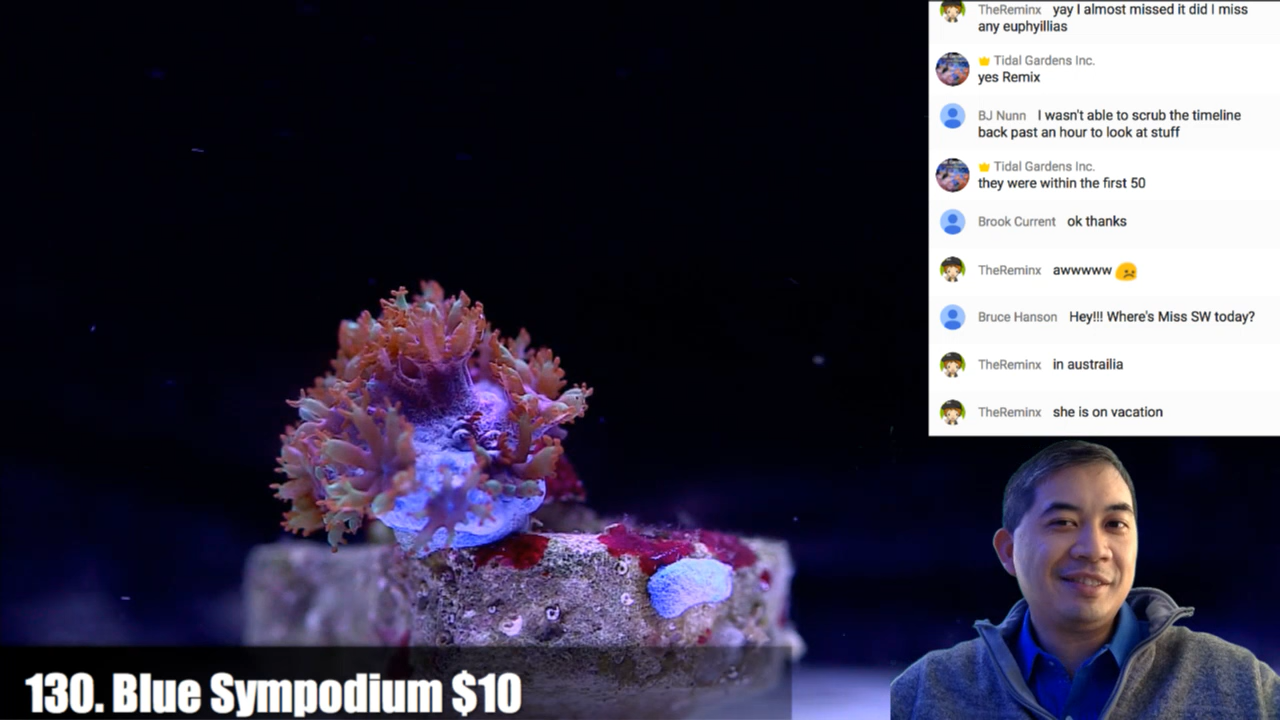 TheReminx yay I almost missed it did I miss
any euphyillias
Tidal Gardens Inc.
yes Remix
BJ Nunn I wasn't able to scrub the timeline
back past an hour to look at stuff
Tidal Gardens Inc.
they were within the first 50
Brook Current ok thanks
TheReminx awwwww
Bruce Hanson Hey!!! Where's Miss SW today?
TheReminx in austrailia
TheReminx she is on vacation
130. Blue Sympodium $10